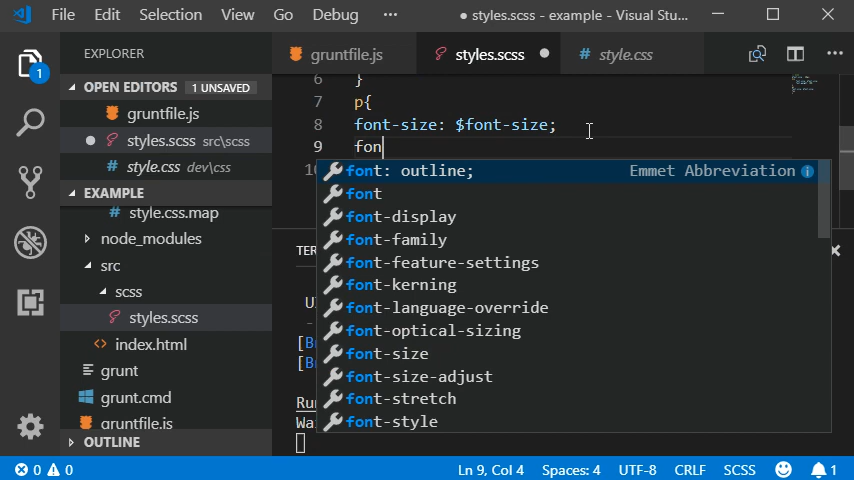 File Edit Selection View Go Debug ··· ● styles.scss - example - Visual Stu...
EXPLORER
gruntfile.js styles.scss # style.css
1
OPEN EDITORS 1 UNSAVED
gruntfile.js
styles.scss src\scss
# style.css dev\css
EXAMPLE
# style.css.map
node_modules
src
scss
styles.scss
<> index.html
grunt
grunt.cmd
gruntfile.js
OUTLINE
6 }
7 p{
8 font-size: $font-size;
9 fon
font: outline; Emmet Abbreviation
font
font-display
font-family
font-feature-settings
font-kerning
font-language-override
font-optical-sizing
font-size
font-size-adjust
font-stretch
font-style
0 0 Ln 9, Col 4 Spaces: 4 UTF-8 CRLF SCSS 1